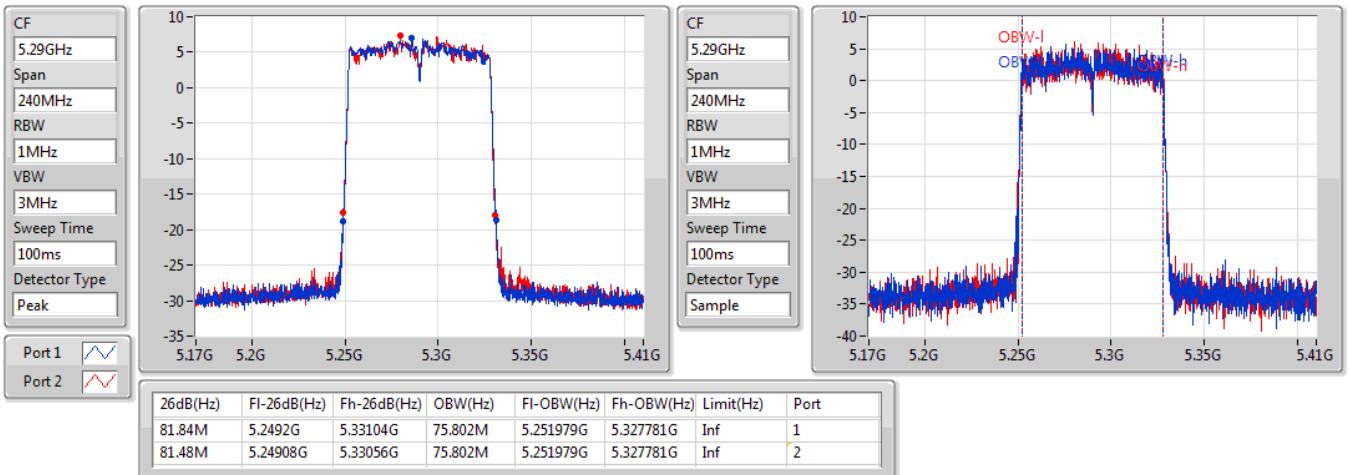 CF
5.29GHz
Span
240MHz
RBW
1MHz
VBW
3MHz
Sweep Time
100ms
Detector Type
Peak
Port 1
Port 2
10-
5-
0-
-5-
-10-
-15-
-20-
-25-
-30-
-35-
5.17G 5.2G 5.25G 5.3G 5.35G 5.41G
CF
5.29GHz
Span
240MHz
RBW
1MHz
VBW
3MHz
Sweep Time
100ms
Detector Type
Sample
10-
5-
0-
-5-
-10-
-15-
-20-
-25-
-30-
-35-
-40-
OBW-l
5.17G 5.2G 5.25G 5.3G 5.35G 5.41G
26dB(Hz) Fl-26dB(Hz) Fh-26dB(Hz) OBW(Hz) Fl-OBW(Hz) Fh-OBW(Hz) Limit(Hz) Port
81.84M 5.2492G 5.33104G 75.802M 5.251979G 5.327781G Inf 1
81.48M 5.24908G 5.33056G 75.802M 5.251979G 5.327781G Inf 2